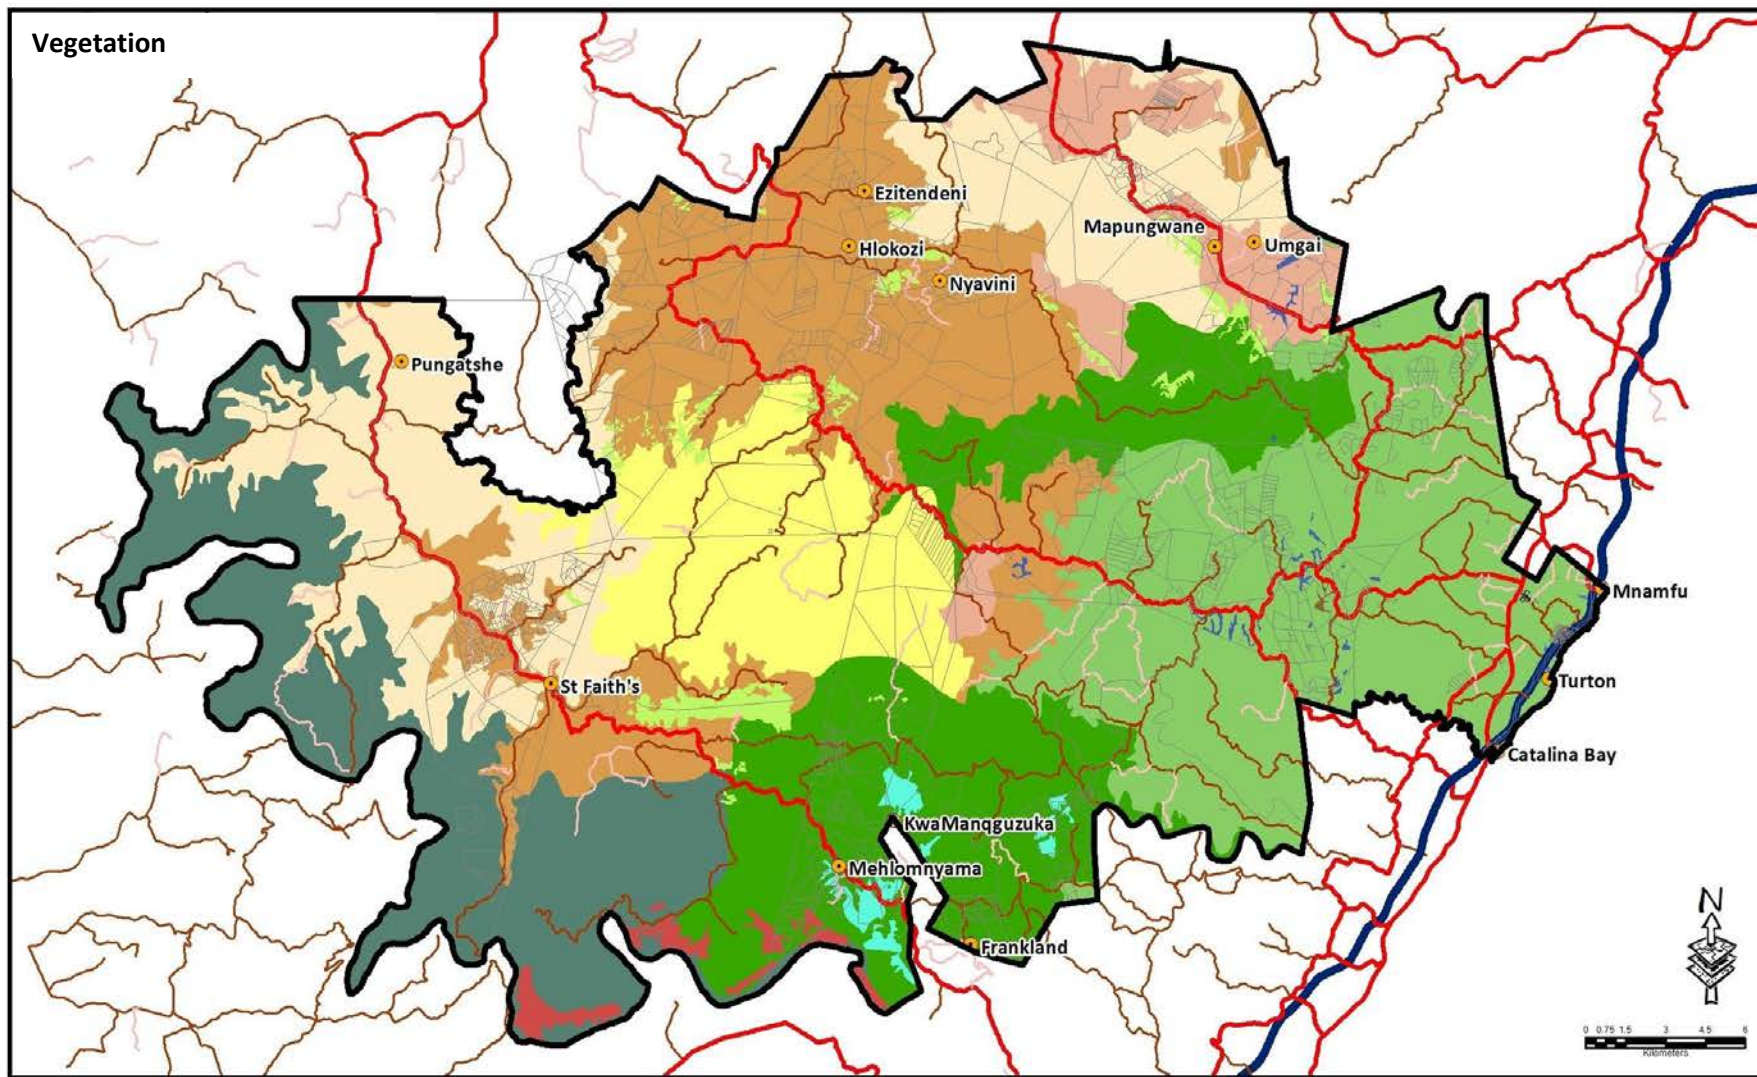 Vegetation
Ezitendeni
Hlokozi
Mapungwane
Umgai
Nyavini
Pungatshe
Mnamfu
St Faith's
Turton
Catalina Bay
KwaManqguzuka
Mehlomnyama
Frankland
N
0 0.75 1.5 3 4.5 6
Kilometers